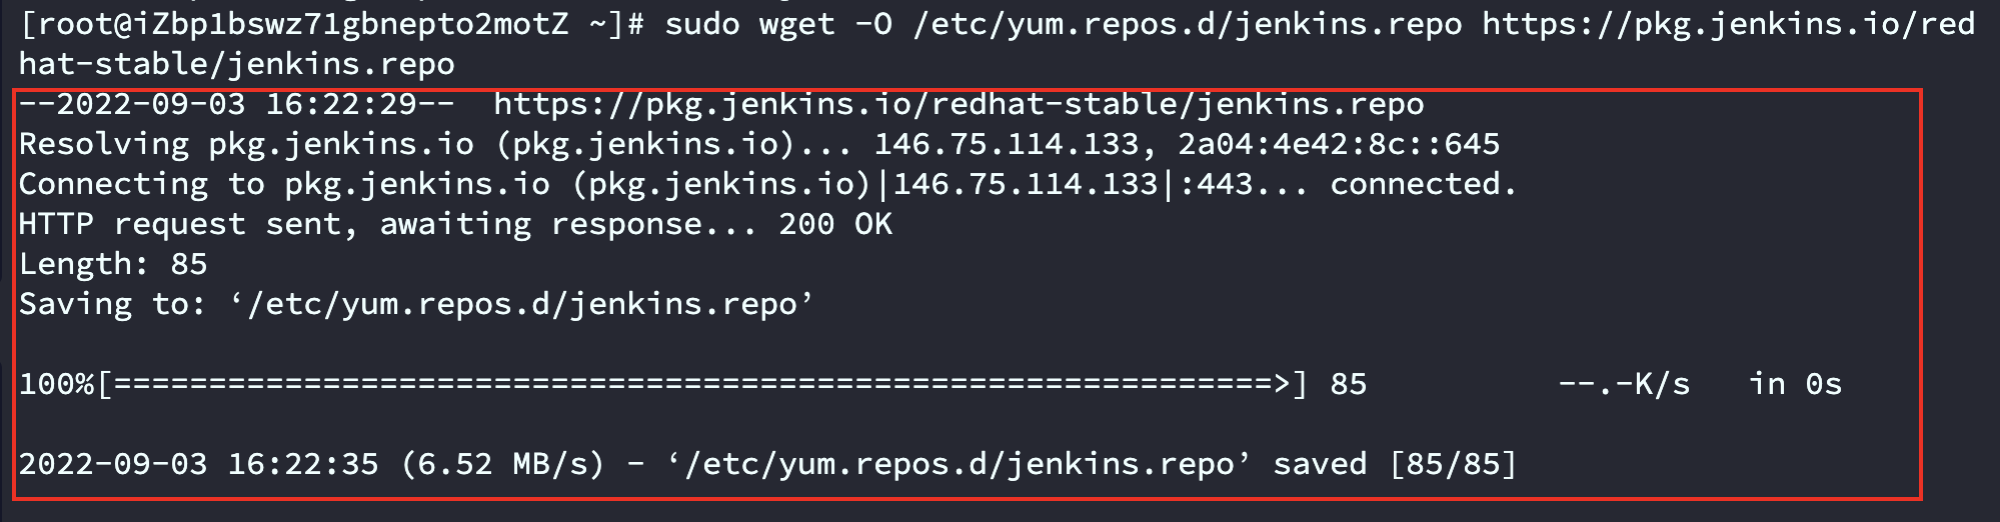 [root@iZbp1bswz71gbnepto2motZ ~]# sudo wget -O /etc/yum.repos.d/jenkins.repo https://pkg.jenkins.io/red
hat-stable/jenkins.repo
--2022-09-03 16:22:29--  https://pkg.jenkins.io/redhat-stable/jenkins.repo
Resolving pkg.jenkins.io (pkg.jenkins.io)... 146.75.114.133, 2a04:4e42:8c::645
Connecting to pkg.jenkins.io (pkg.jenkins.io)|146.75.114.133|:443... connected.
HTTP request sent, awaiting response... 200 OK
Length: 85
Saving to: ‘/etc/yum.repos.d/jenkins.repo’
100%[=============================================================>] 85          --.-K/s   in 0s
2022-09-03 16:22:35 (6.52 MB/s) - ‘/etc/yum.repos.d/jenkins.repo’ saved [85/85]